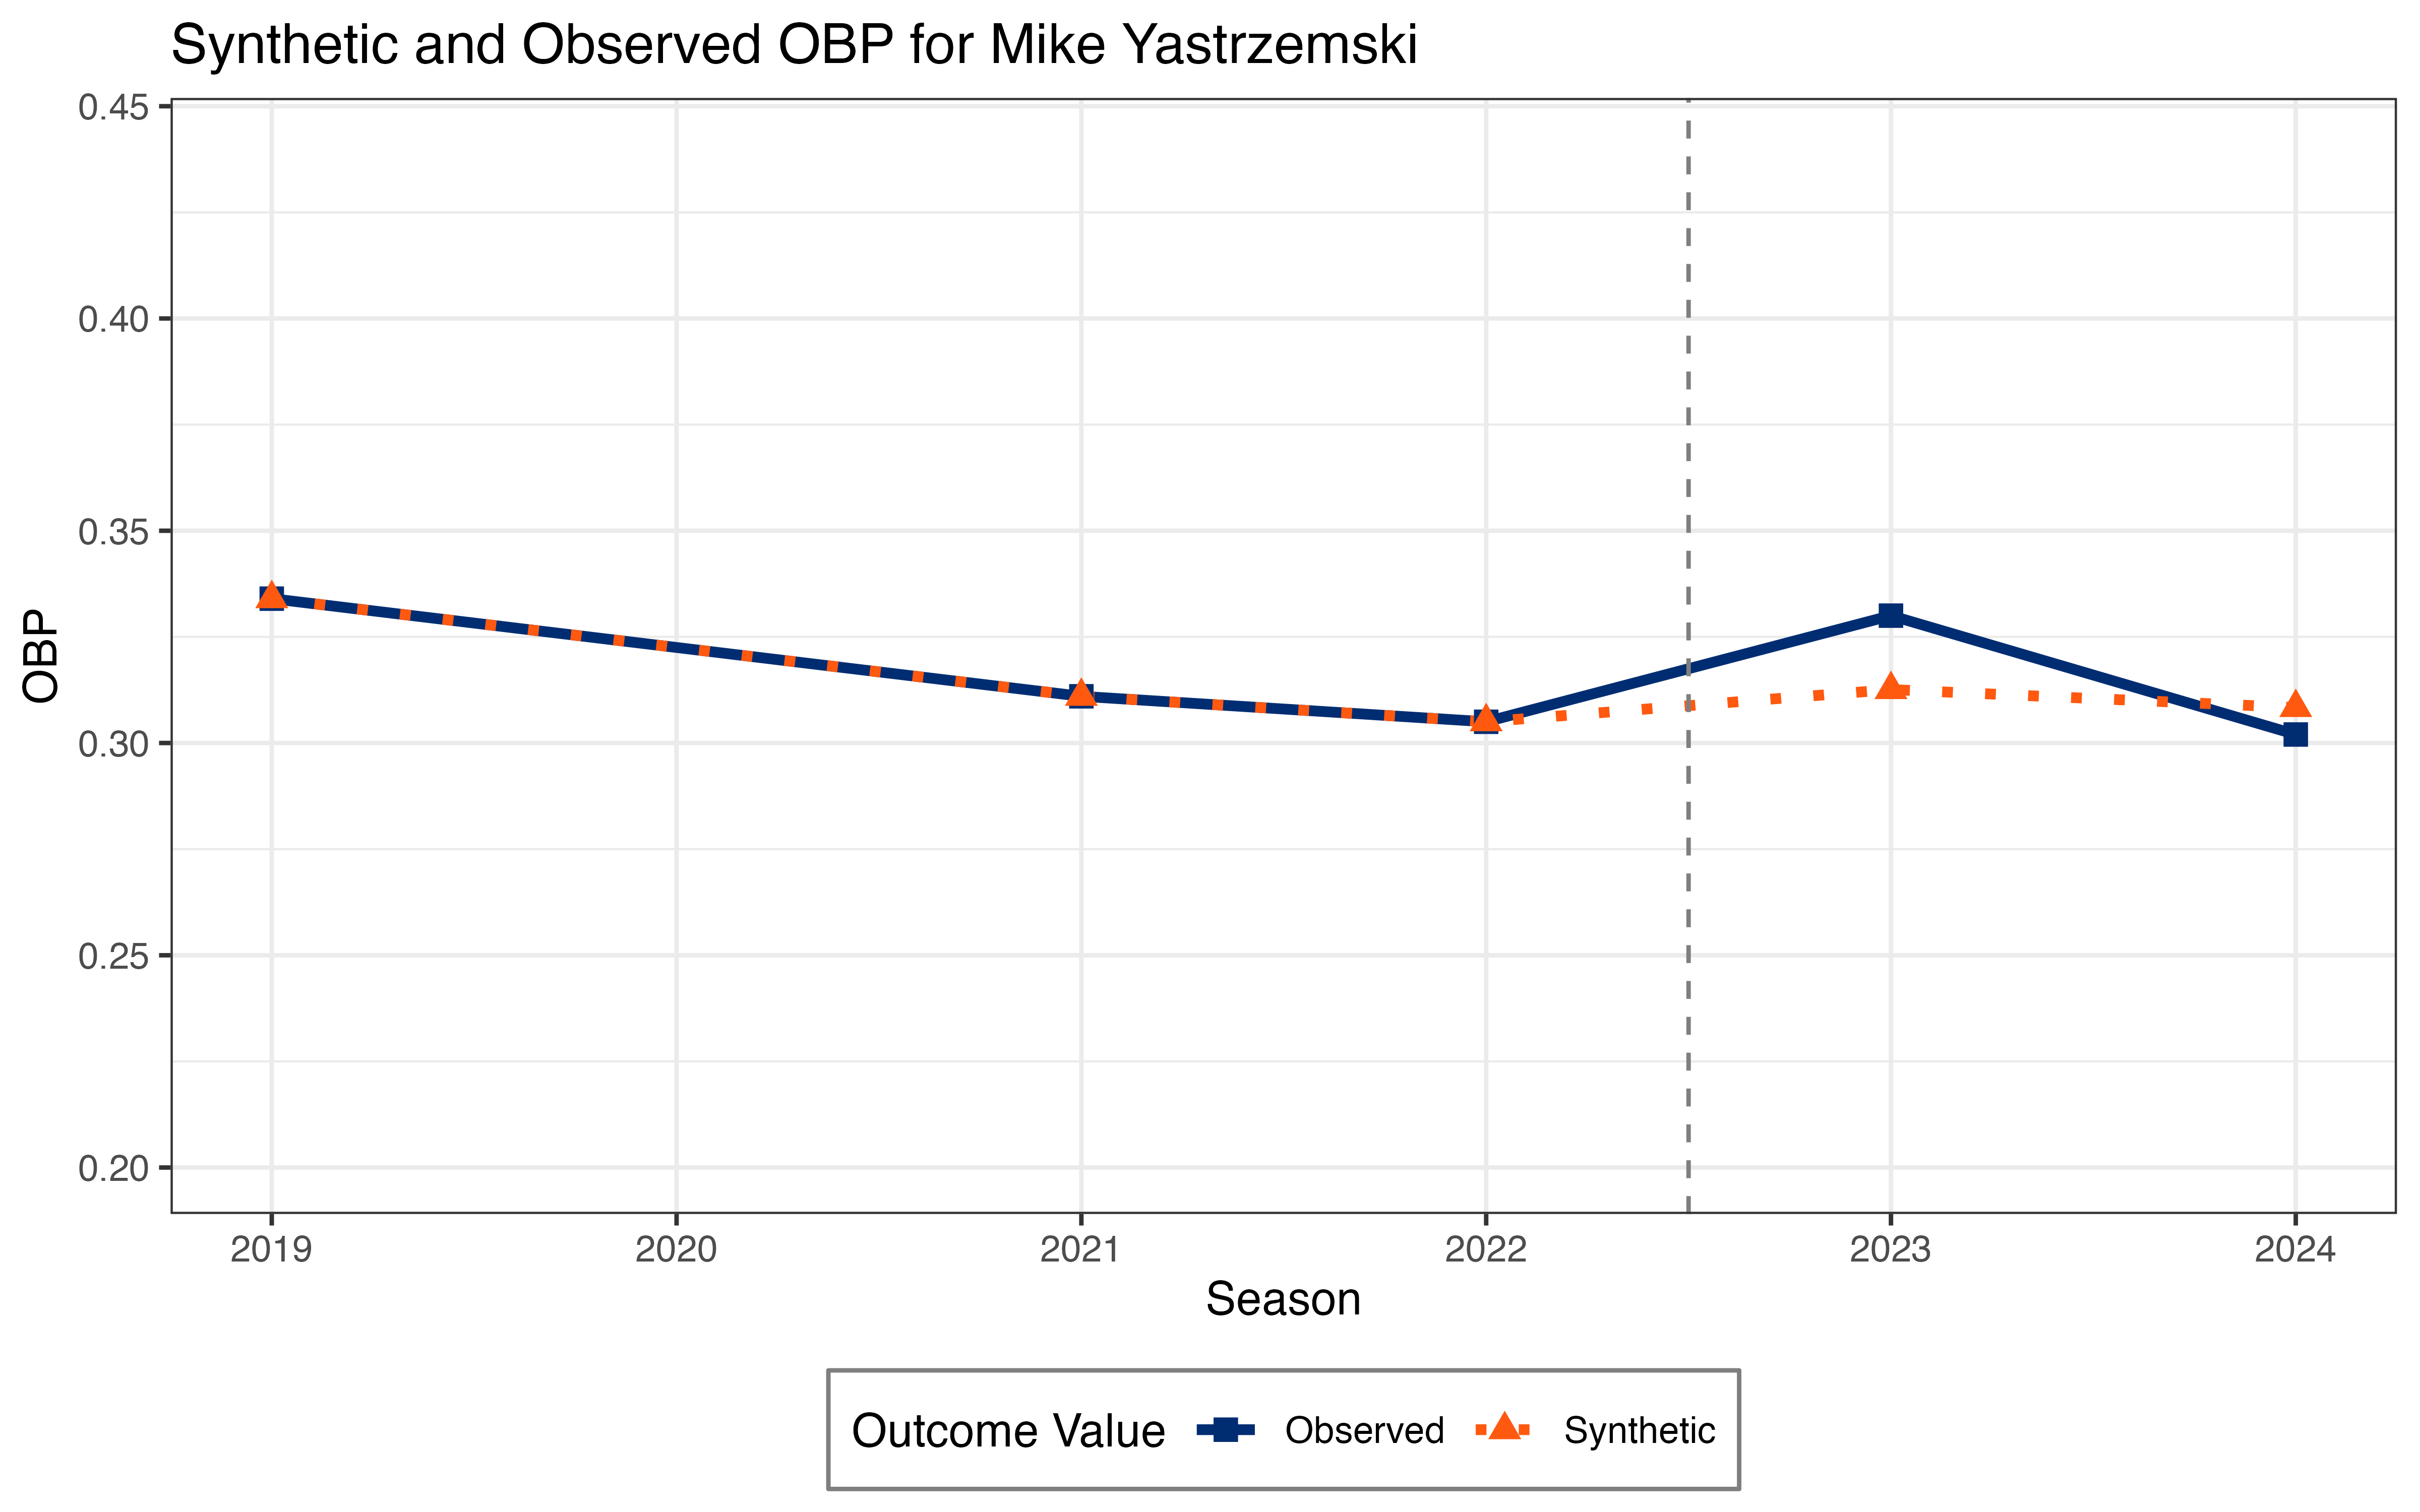 Synthetic and Observed OBP for Mike Yastrzemski
0.45
0.40
0.35
0.30
0.25
0.20
OBP
2019 2020 2021 2022 2023 2024
Season
Outcome Value Observed Synthetic